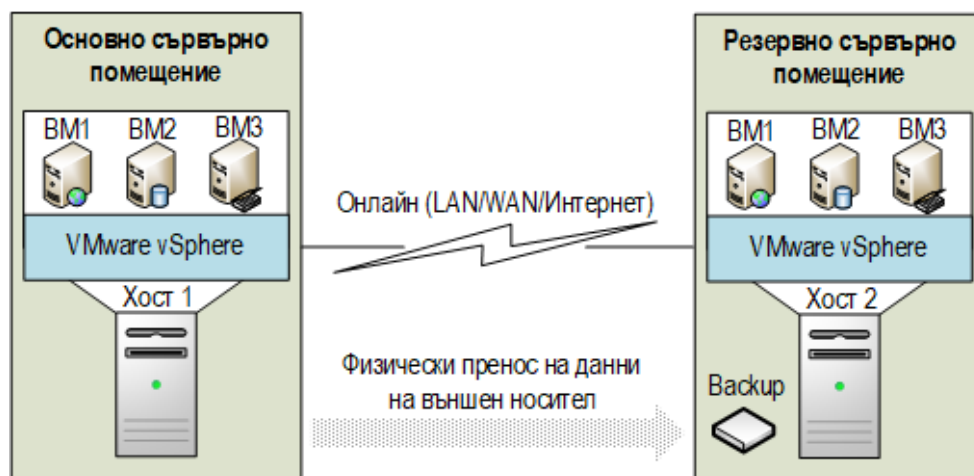 Основно сървърно
помещение
ВМ1 ВМ2 ВМ3
VMware vSphere
Хост 1
Онлайн (LAN/WAN/Интернет)
Физически пренос на данни
на външен носител
Резервно сървърно
помещение
ВМ1 ВМ2 ВМ3
VMware vSphere
Хост 2
Backup